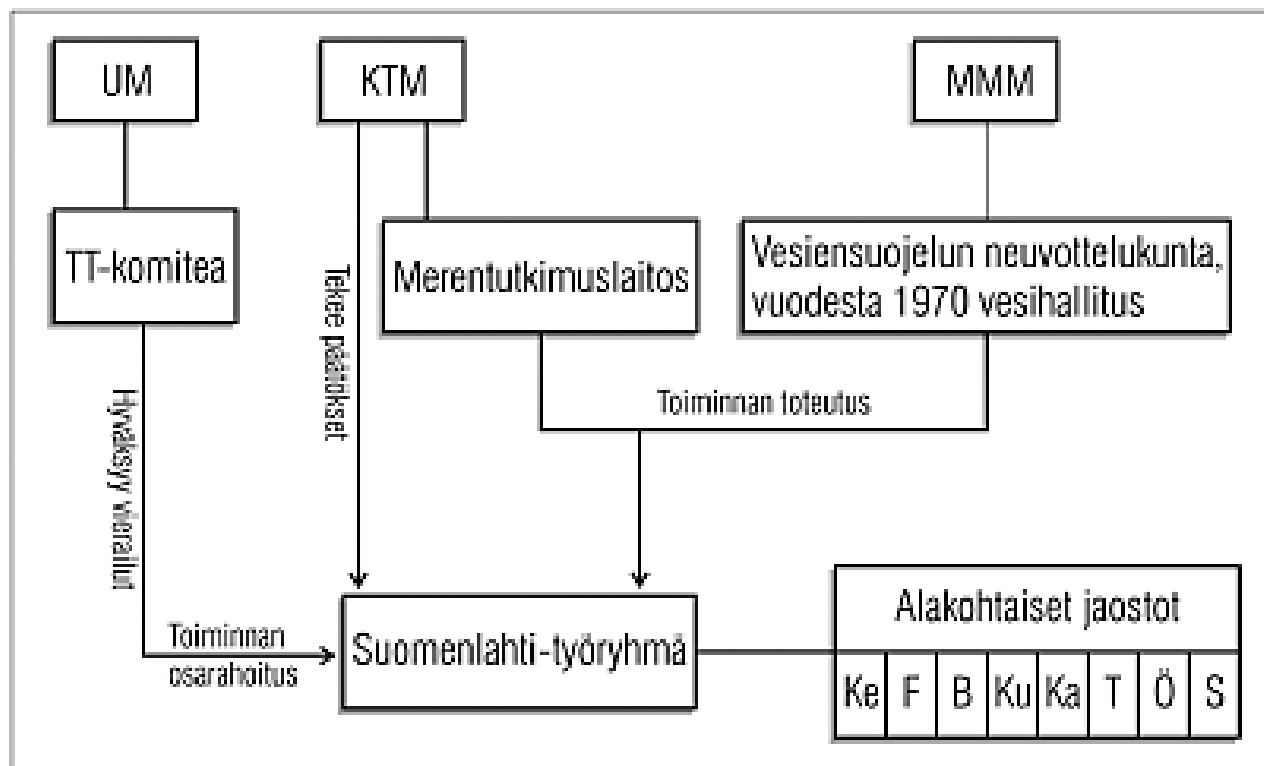 UM
KTM
MMM
TT-komitea
Merentutkimuslaitos
Vesiensuojelun neuvottelukunta,
vuodesta 1970 vesihallitus
Hyväksyy vierailut
Tekee päätökset
Toiminnan toteutus
Toiminnan
osarahoitus
Suomenlahti-työryhmä
Alakohtaiset jaostot
Ke F B Ku Ka T Ö S